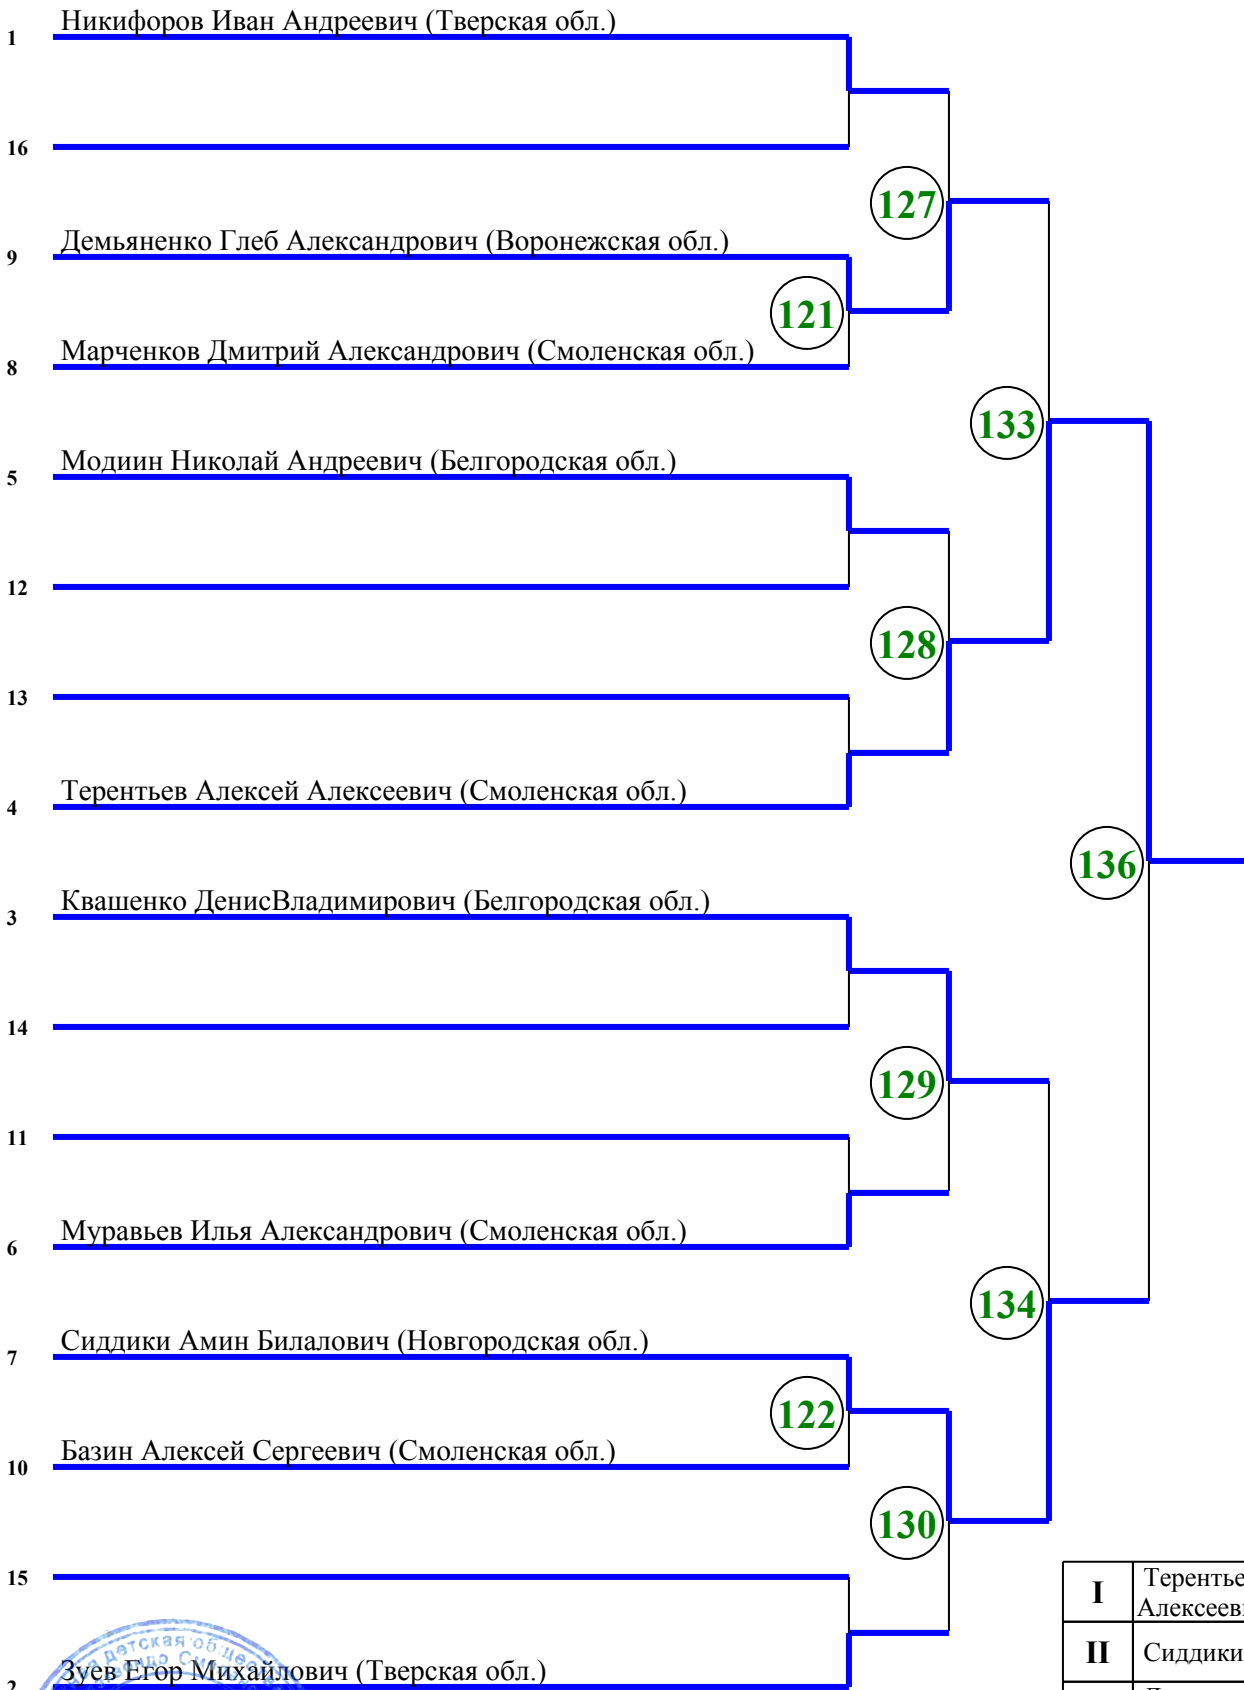 1 Никифоров Иван Андреевич (Тверская обл.)
16
127
9 Демьяненко Глеб Александрович (Воронежская обл.)
121
8 Марченков Дмитрий Александрович (Смоленская обл.)
133
5 Модиин Николай Андреевич (Белгородская обл.)
12
128
13
4 Терентьев Алексей Алексеевич (Смоленская обл.)
136
3 Квашенко ДенисВладимирович (Белгородская обл.)
14
129
11
6 Муравьев Илья Александрович (Смоленская обл.)
134
7 Сиддики Амин Билалович (Новгородская обл.)
122
10 Базин Алексей Сергеевич (Смоленская обл.)
130
15
I Терентье
Алексеев
II Сиддики
2 Зуев Егор Михайлович (Тверская обл.)